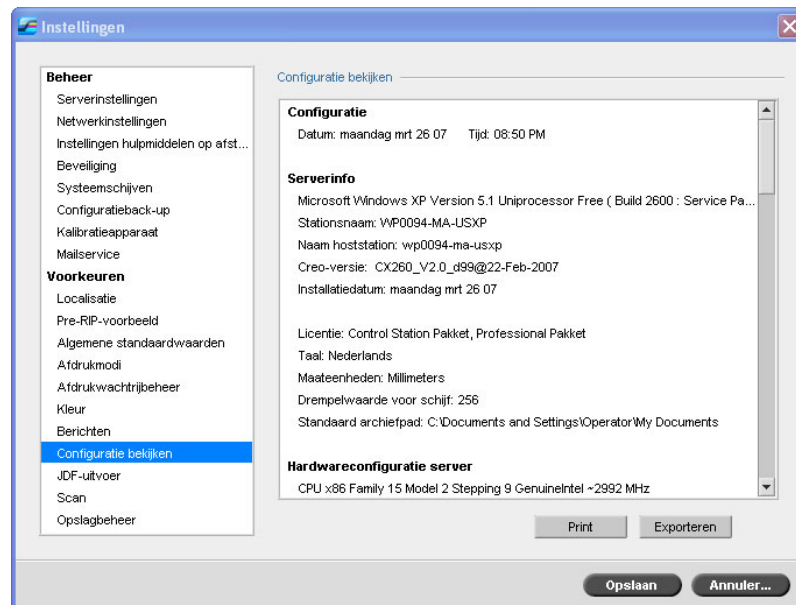 Instellingen
Beheer
Serverinstellingen
Netwerkinstellingen
Instellingen hulpmiddelen op afst...
Beveiliging
Systeemschijven
Configuratieback-up
Kalibratieapparaat
Mailservice
Voorkeuren
Localisatie
Pre-RIP-voorbeeld
Algemene standaardwaarden
Afdrukmodi
Afdrukwachtrijbeheer
Kleur
Berichten
Configuratie bekijken
JDF-uitvoer
Scan
Opslagbeheer
Configuratie bekijken
Configuratie
Datum: maandag mrt 26 07 Tijd: 08:50 PM
Serverinfo
Microsoft Windows XP Version 5.1 Uniprocessor Free ( Build 2600 : Service Pa...
Stationsnaam: WP0094-MA-USXP
Naam hoststation: wp0094-ma-usxp
Creo-versie: CX260_V2.0_d99@22-Feb-2007
Installatiedatum: maandag mrt 26 07
Licentie: Control Station Pakket, Professional Pakket
Taal: Nederlands
Maateenheden: Millimeters
Drempelwaarde voor schijf: 256
Standaard archiefpad: C:\Documents and Settings\Operator\My Documents
Hardwareconfiguratie server
CPU x86 Family 15 Model 2 Stepping 9 GenuineIntel ~2992 MHz
Print Exporteren
Opslaan Annuler...